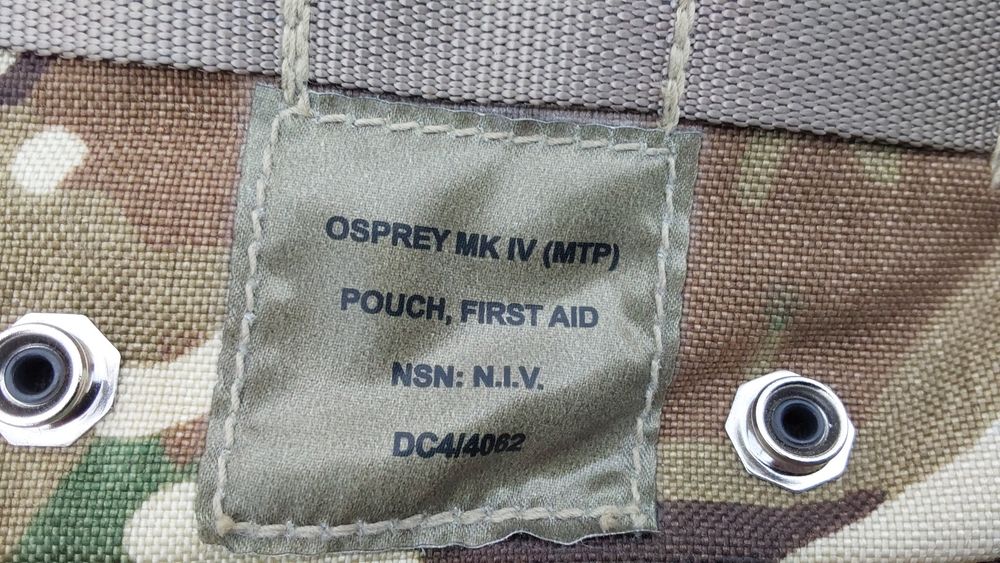 OSPREY MK IV (MTP)
POUCH, FIRST AID
NSN: N.I.V.
DC4/4062